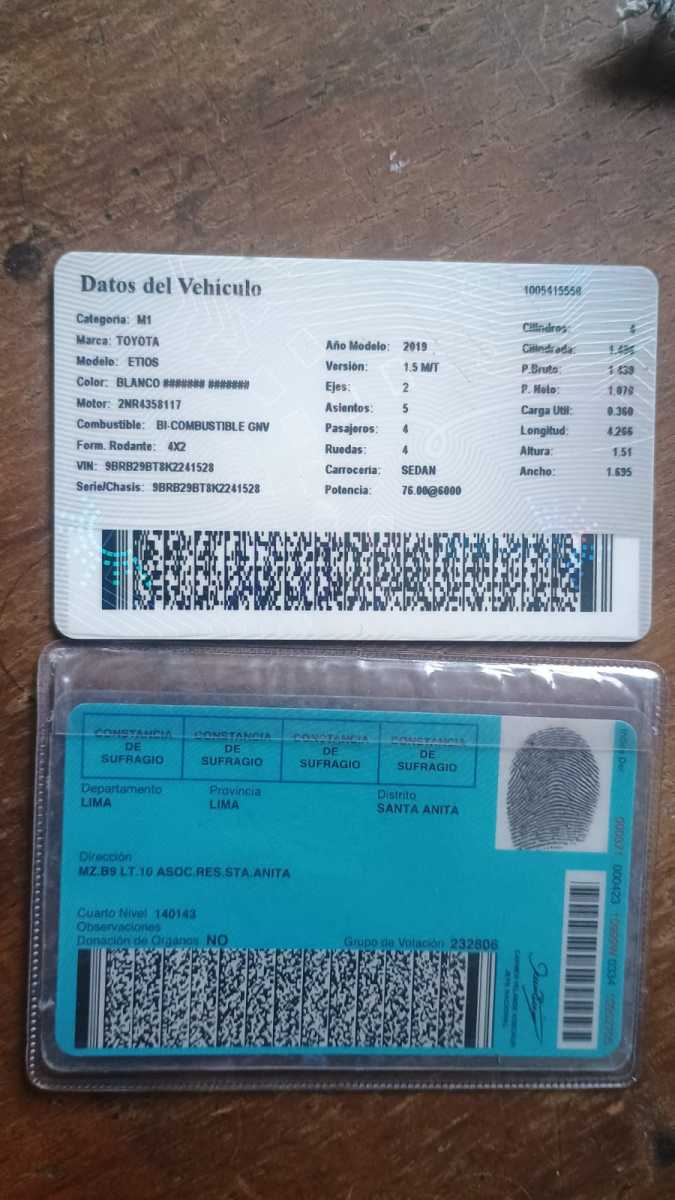 Datos del Vehículo
1005415558
Categoria: M1
Marca: TOYOTA
Modelo: ETIOS
Color: BLANCO ####### #######
Motor: 2NR4358117
Combustible: BI-COMBUSTIBLE GNV
Form. Rodante: 4X2
VIN: 9BRB29BT8K2241528
Serie/Chasis: 9BRB29BT8K2241528
Año Modelo: 2019
Versión: 1.5 M/T
Ejes: 2
Asientos: 5
Pasajeros: 4
Ruedas: 4
Carrocería: SEDAN
Potencia: 76.00@6000
Cilindros: 4
Cilindrada:
P.Bruto:
P. Neto: 1.070
Carga Util: 0.360
Longitud: 4.266
Altura: 1.51
Ancho: 1.695
CONSTANCIA DE SUFRAGIO
CONSTANCIA DE SUFRAGIO
CONSTANCIA DE SUFRAGIO
CONSTANCIA DE SUFRAGIO
Departamento
LIMA
Provincia
LIMA
Distrito
SANTA ANITA
Dirección
MZ.B9 LT.10 ASOC.RES.STA.ANITA
Cuarto Nivel 140143
Observaciones
Donación de Organos NO
Grupo de Votación 232806